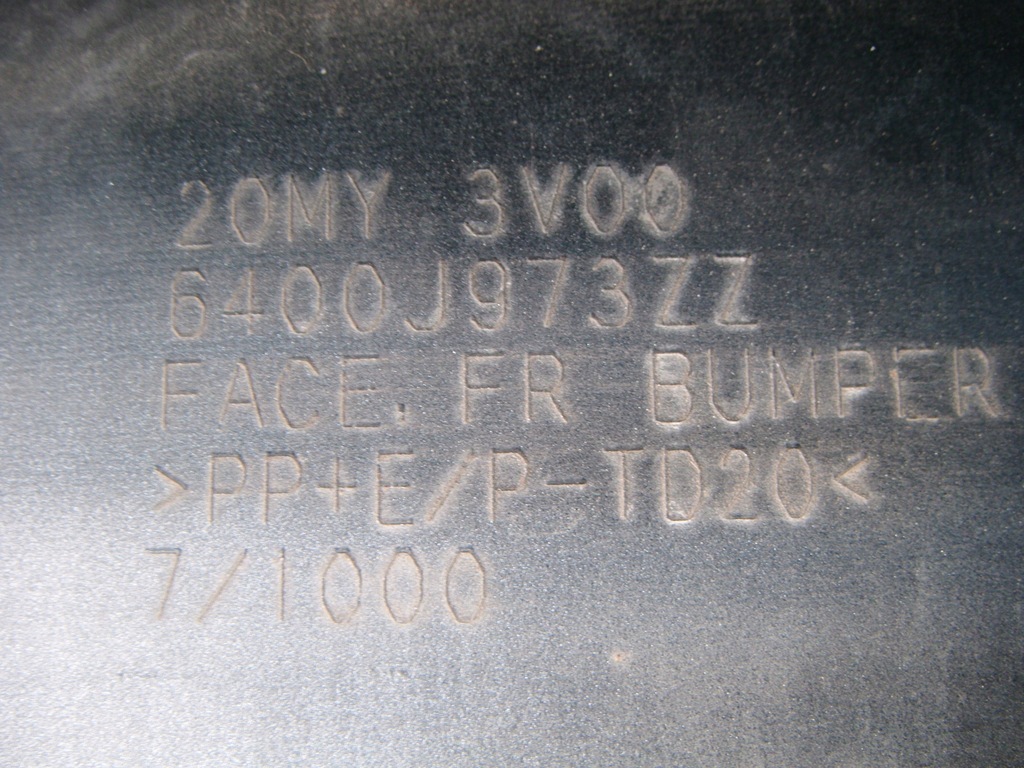 20MY 3V00
6400J973ZZ
FACE, FR BUMPER
>PP+E/P-TD20<
7/1000